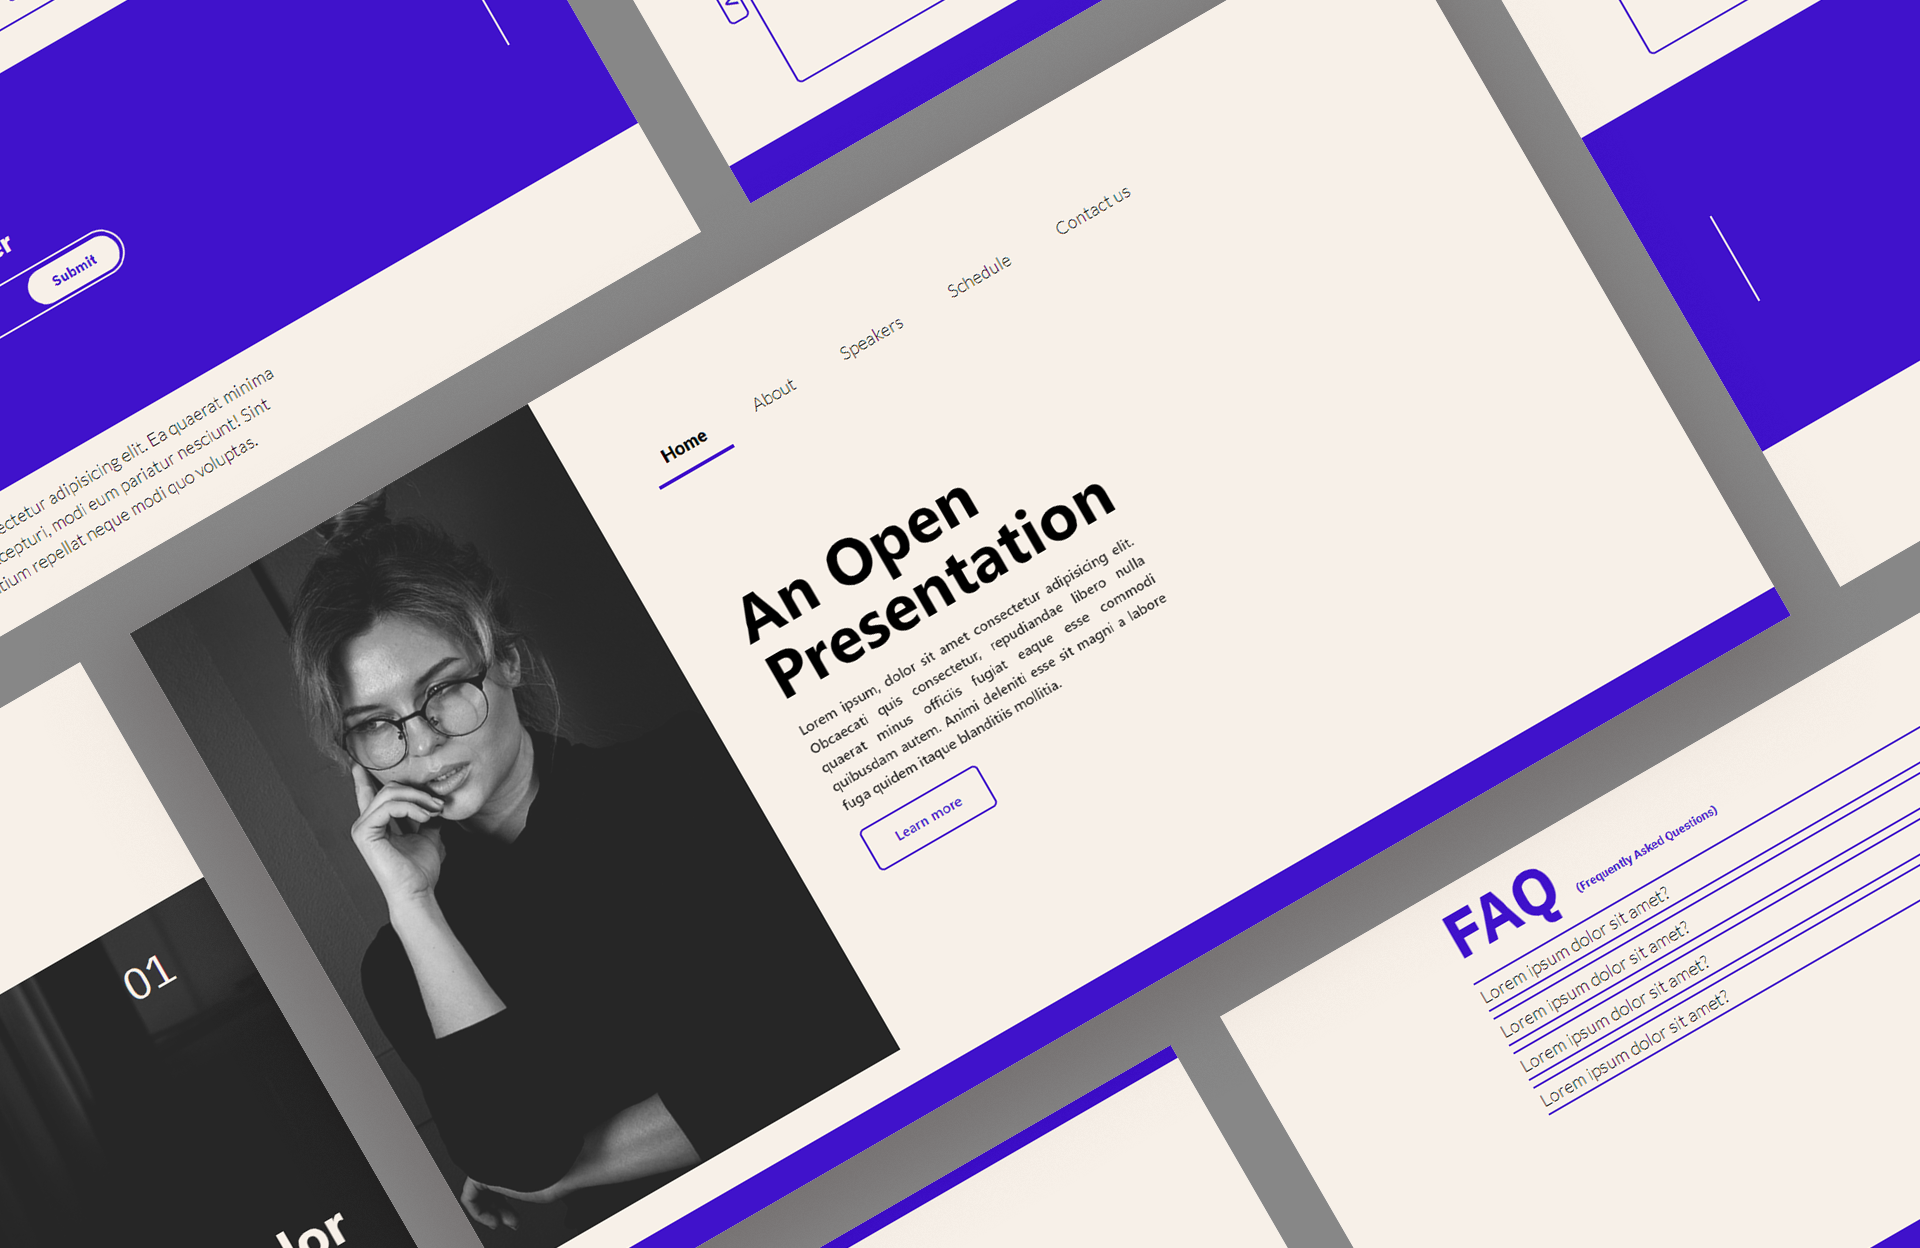 er
Submit
ectetur adipisicing elit. Ea quaerat minima
cepturi, modi eum pariatur nesciunt! Sint
tium repellat neque modi quo voluptas.
Home
About
Speakers
Schedule
Contact us
An Open
Presentation
Lorem ipsum, dolor sit amet consectetur adipisicing elit.
Obcaecati quis consectetur, repudiandae libero nulla
quaerat minus officiis fugiat eaque esse commodi
quibusdam autem. Animi deleniti esse sit magni a labore
fuga quidem itaque blanditiis mollitia.
Learn more
01
lor
FAQ (Frequently Asked Questions)
Lorem ipsum dolor sit amet?
Lorem ipsum dolor sit amet?
Lorem ipsum dolor sit amet?
Lorem ipsum dolor sit amet?